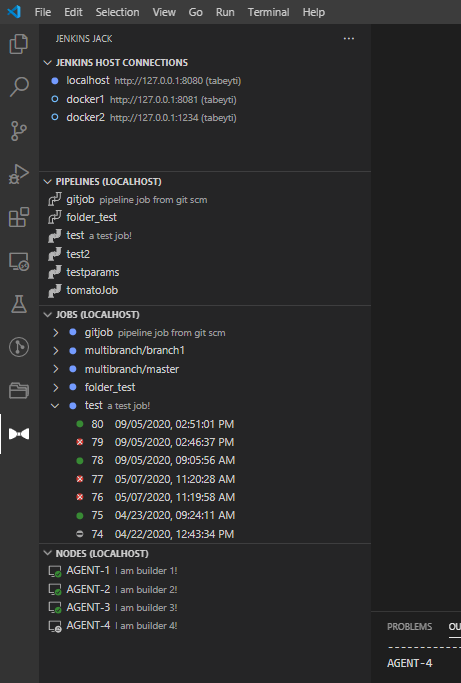 File Edit Selection View Go Run Terminal Help
JENKINS JACK ···
JENKINS HOST CONNECTIONS
localhost http://127.0.0.1:8080 (tabeyti)
docker1 http://127.0.0.1:8081 (tabeyti)
docker2 http://127.0.0.1:1234 (tabeyti)
PIPELINES (LOCALHOST)
gitjob pipeline job from git scm
folder_test
test a test job!
test2
testparams
tomatoJob
JOBS (LOCALHOST)
gitjob pipeline job from git scm
multibranch/branch1
multibranch/master
folder_test
test a test job!
80 09/05/2020, 02:51:01 PM
79 09/05/2020, 02:46:37 PM
78 09/05/2020, 09:05:56 AM
77 05/07/2020, 11:20:28 AM
76 05/07/2020, 11:19:58 AM
75 04/23/2020, 09:24:11 AM
74 04/22/2020, 12:43:34 PM
NODES (LOCALHOST)
AGENT-1 I am builder 1!
AGENT-2 I am builder 2!
AGENT-3 I am builder 3!
AGENT-4 I am builder 4!
PROBLEMS OU
------------
AGENT-4